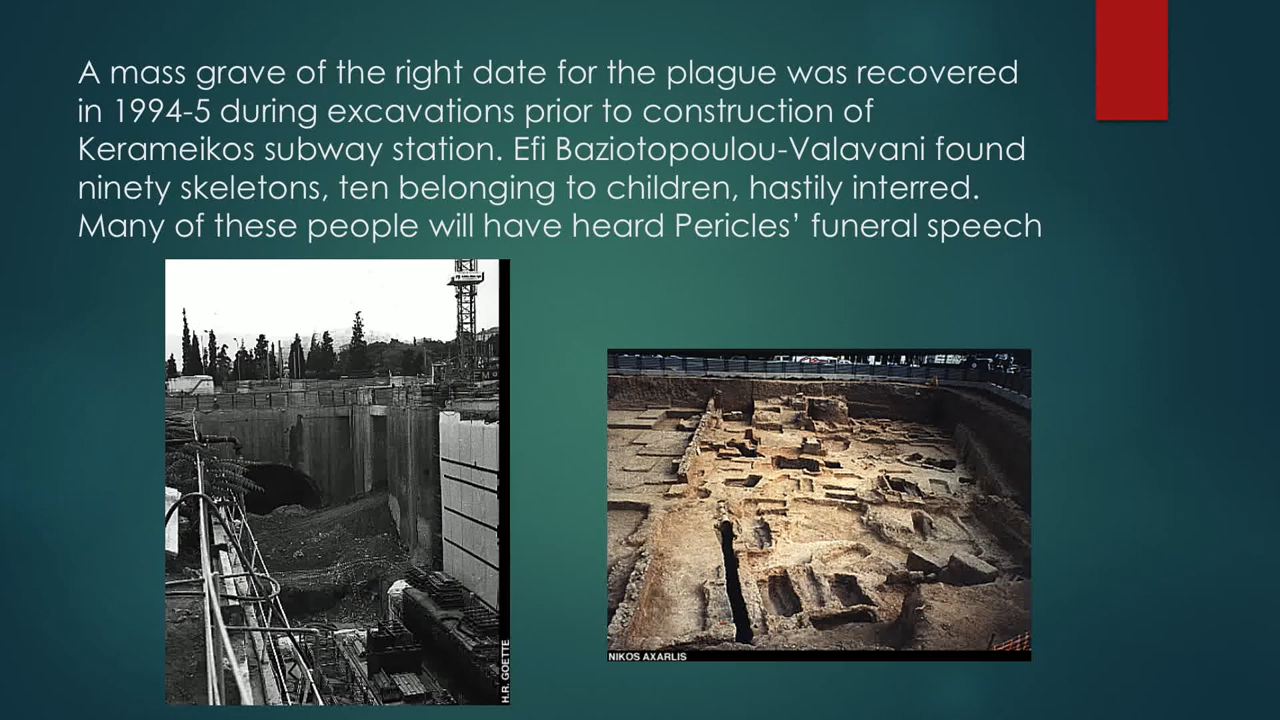 A mass grave of the right date for the plague was recovered
in 1994-5 during excavations prior to construction of
Kerameikos subway station. Efi Baziotopoulou-Valavani found
ninety skeletons, ten belonging to children, hastily interred.
Many of these people will have heard Pericles’ funeral speech
H.R. GOETTE
NIKOS AXARLIS